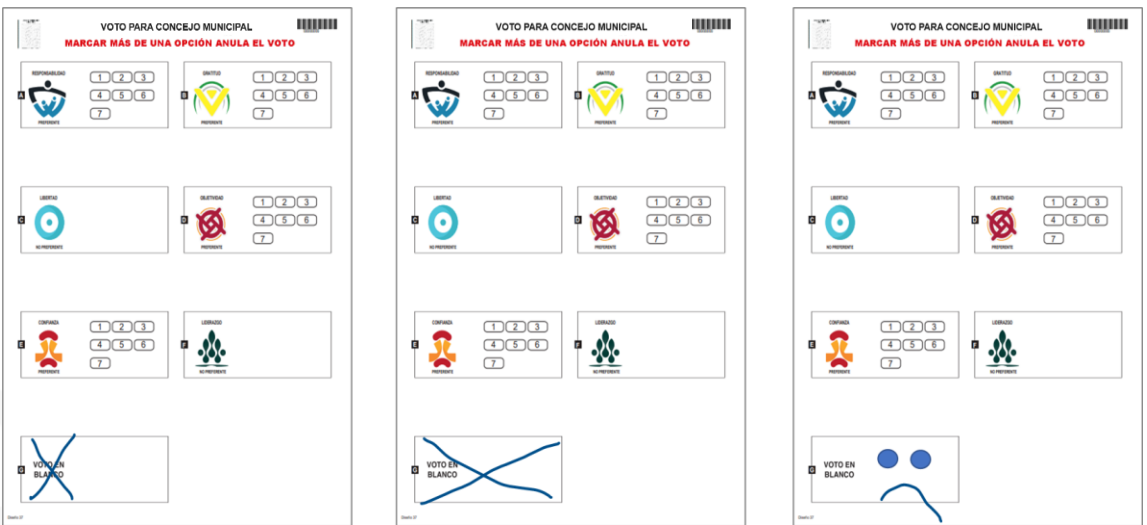 VOTO PARA CONCEJO MUNICIPAL
MARCAR MÁS DE UNA OPCIÓN ANULA EL VOTO
RESPONSABILIDAD
A
PREFERENTE
1 2 3
4 5 6
7
GRATITUD
B
PREFERENTE
1 2 3
4 5 6
7
LIBERTAD
C
NO PREFERENTE
OBJETIVIDAD
D
PREFERENTE
1 2 3
4 5 6
7
CONFIANZA
E
PREFERENTE
1 2 3
4 5 6
7
LIDERAZGO
F
NO PREFERENTE
G
VOTO EN
BLANCO
VOTO PARA CONCEJO MUNICIPAL
MARCAR MÁS DE UNA OPCIÓN ANULA EL VOTO
RESPONSABILIDAD
A
PREFERENTE
1 2 3
4 5 6
7
GRATITUD
B
PREFERENTE
1 2 3
4 5 6
7
LIBERTAD
C
NO PREFERENTE
OBJETIVIDAD
D
PREFERENTE
1 2 3
4 5 6
7
CONFIANZA
E
PREFERENTE
1 2 3
4 5 6
7
LIDERAZGO
F
NO PREFERENTE
G
VOTO EN
BLANCO
VOTO PARA CONCEJO MUNICIPAL
MARCAR MÁS DE UNA OPCIÓN ANULA EL VOTO
RESPONSABILIDAD
A
PREFERENTE
1 2 3
4 5 6
7
GRATITUD
B
PREFERENTE
1 2 3
4 5 6
7
LIBERTAD
C
NO PREFERENTE
OBJETIVIDAD
D
PREFERENTE
1 2 3
4 5 6
7
CONFIANZA
E
PREFERENTE
1 2 3
4 5 6
7
LIDERAZGO
F
NO PREFERENTE
G
VOTO EN
BLANCO